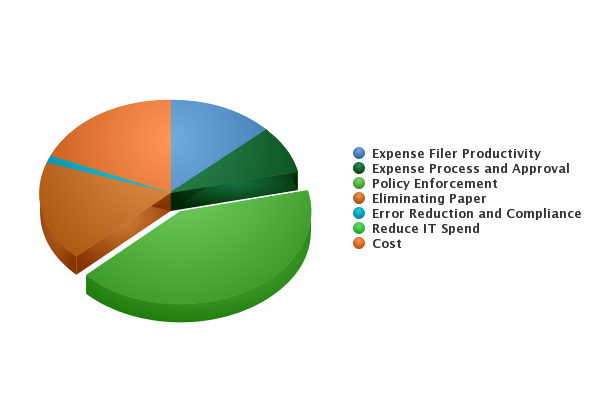 Expense Filer Productivity
Expense Process and Approval
Policy Enforcement
Eliminating Paper
Error Reduction and Compliance
Reduce IT Spend
Cost